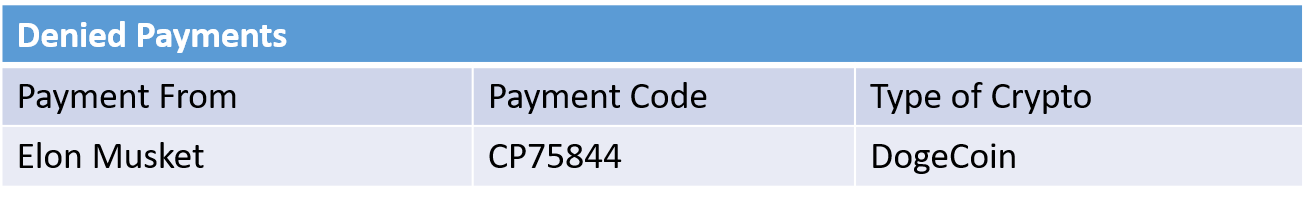 Denied Payments
Payment From Payment Code Type of Crypto
Elon Musket CP75844 DogeCoin